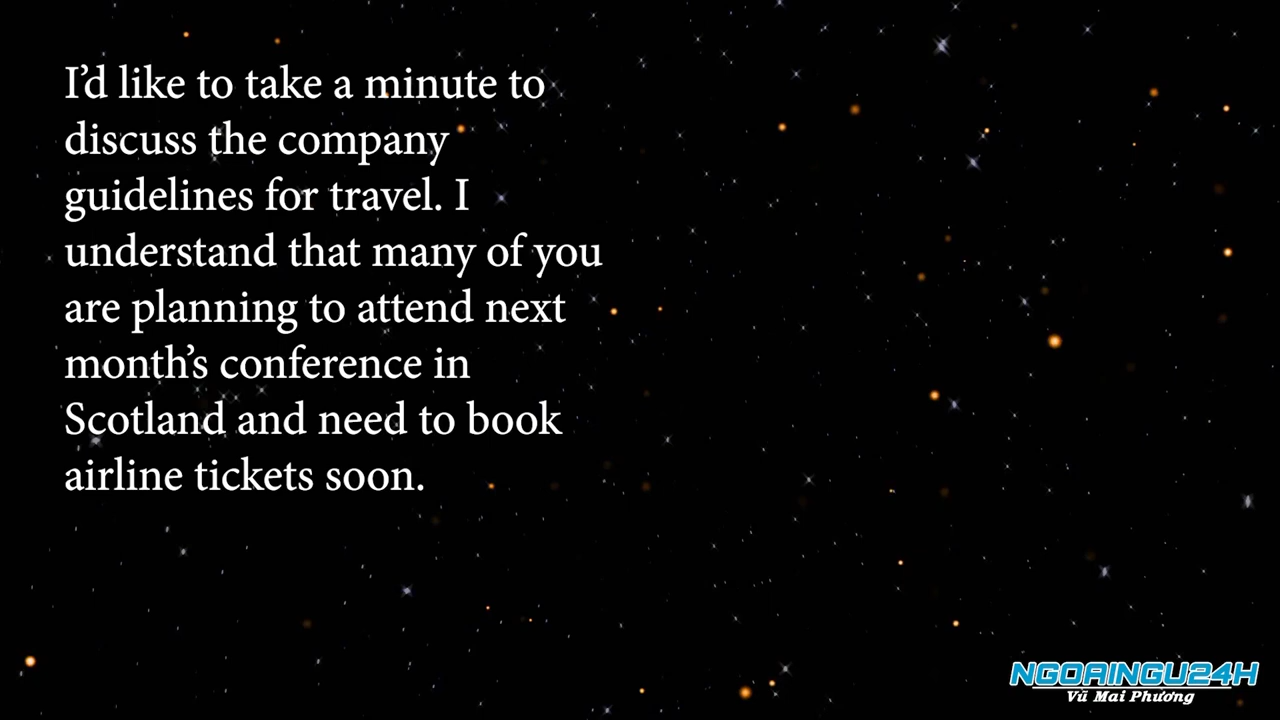 I’d like to take a minute to
discuss the company
guidelines for travel. I
understand that many of you
are planning to attend next
month’s conference in
Scotland and need to book
airline tickets soon.
NGOAINGU24H
Vũ Mai Phương